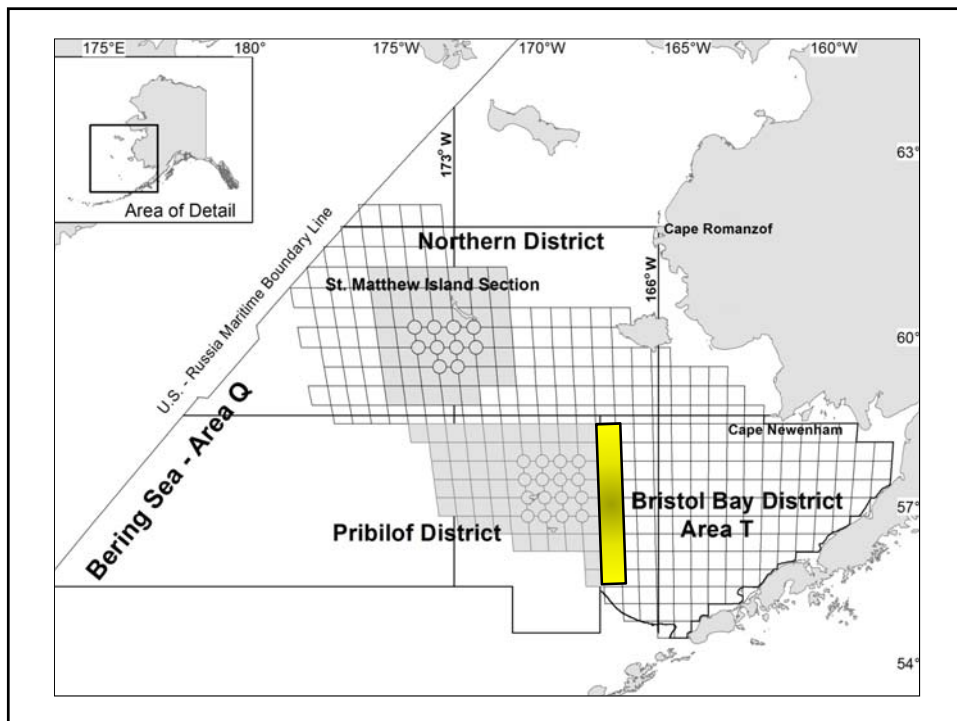 175°E 180° 175°W 170°W 165°W 160°W
173° W
63°
Area of Detail
Cape Romanzof
Northern District
U.S. - Russia Maritime Boundary Line
St. Matthew Island Section
166° W
60°
Bering Sea - Area Q
Cape Newenham
Bristol Bay District
Area T
57°
Pribilof District
54°